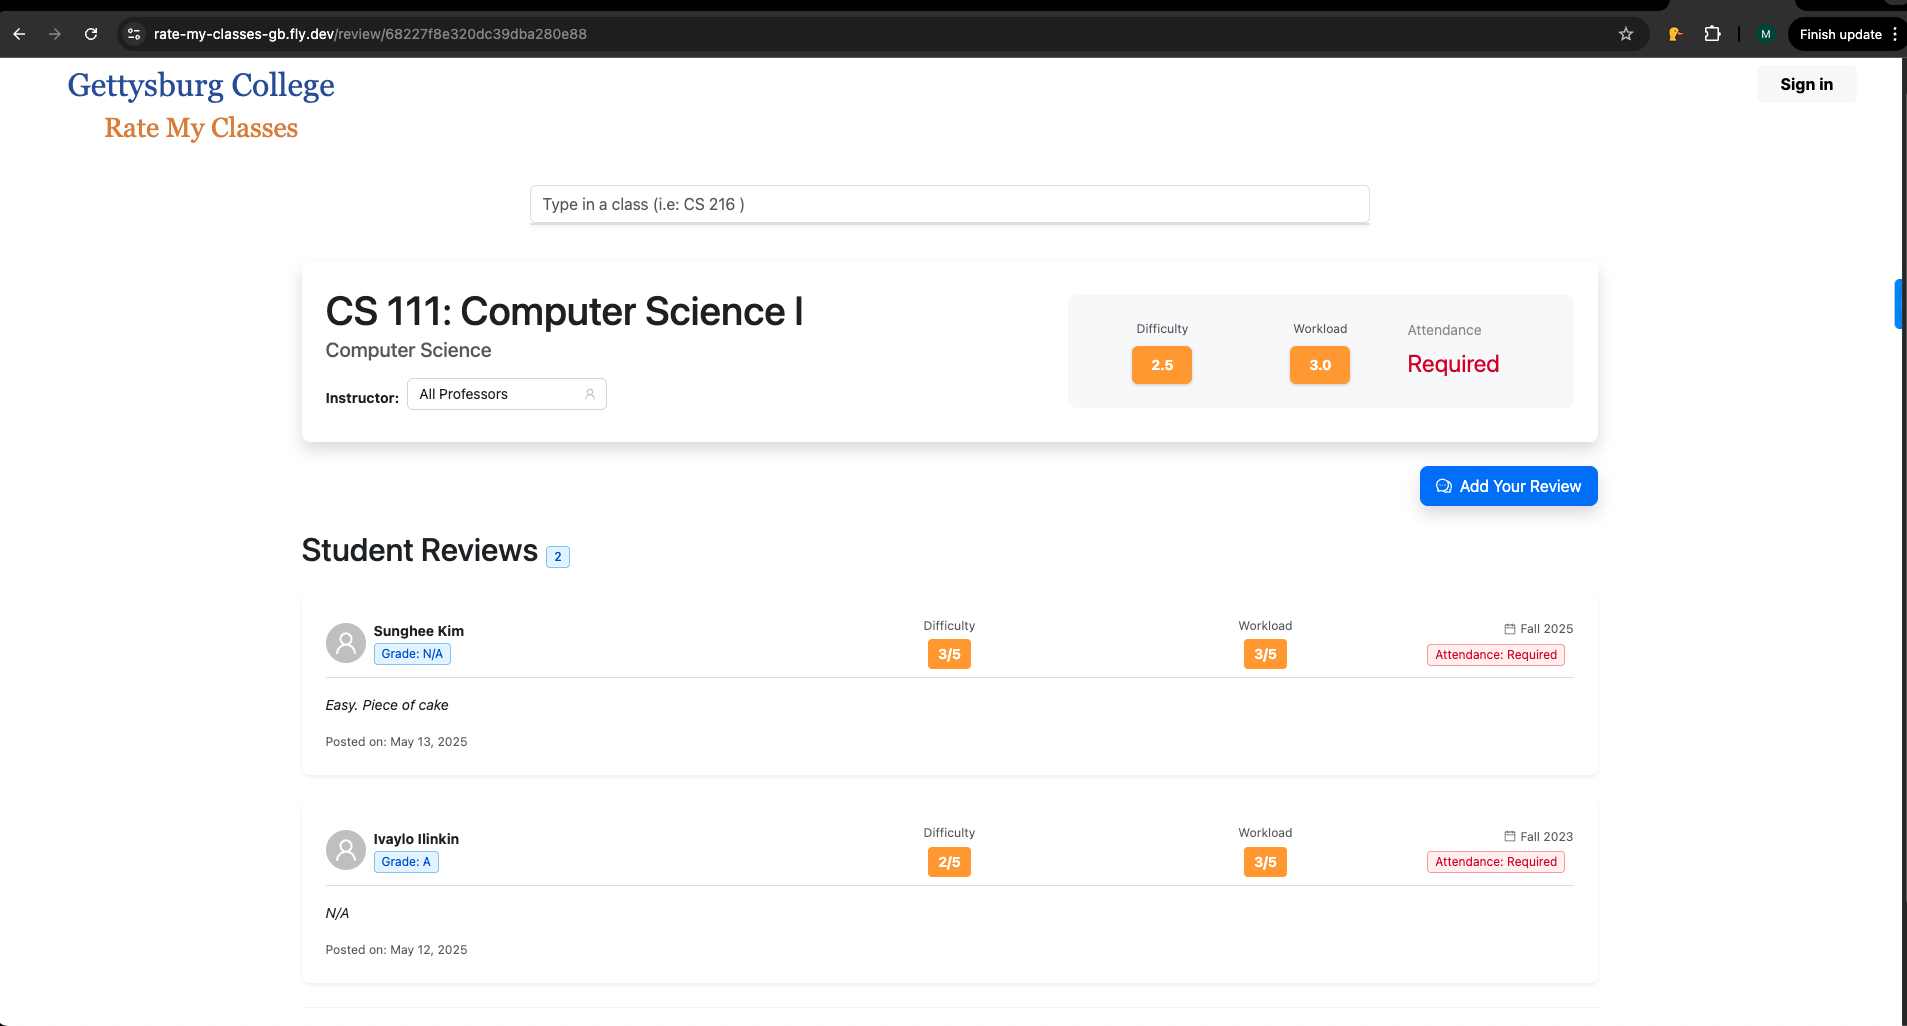 rate-my-classes-gb.fly.dev/review/68227f8e320dc39dba280e88
M
Finish update
Gettysburg College
Rate My Classes
Sign in
Type in a class (i.e: CS 216 )
CS 111: Computer Science I
Computer Science
Instructor: All Professors
Difficulty Workload Attendance
2.5 3.0 Required
Add Your Review
Student Reviews 2
Sunghee Kim
Grade: N/A
Difficulty
3/5
Workload
3/5
Fall 2025
Attendance: Required
Easy. Piece of cake
Posted on: May 13, 2025
Ivaylo Ilinkin
Grade: A
Difficulty
2/5
Workload
3/5
Fall 2023
Attendance: Required
N/A
Posted on: May 12, 2025